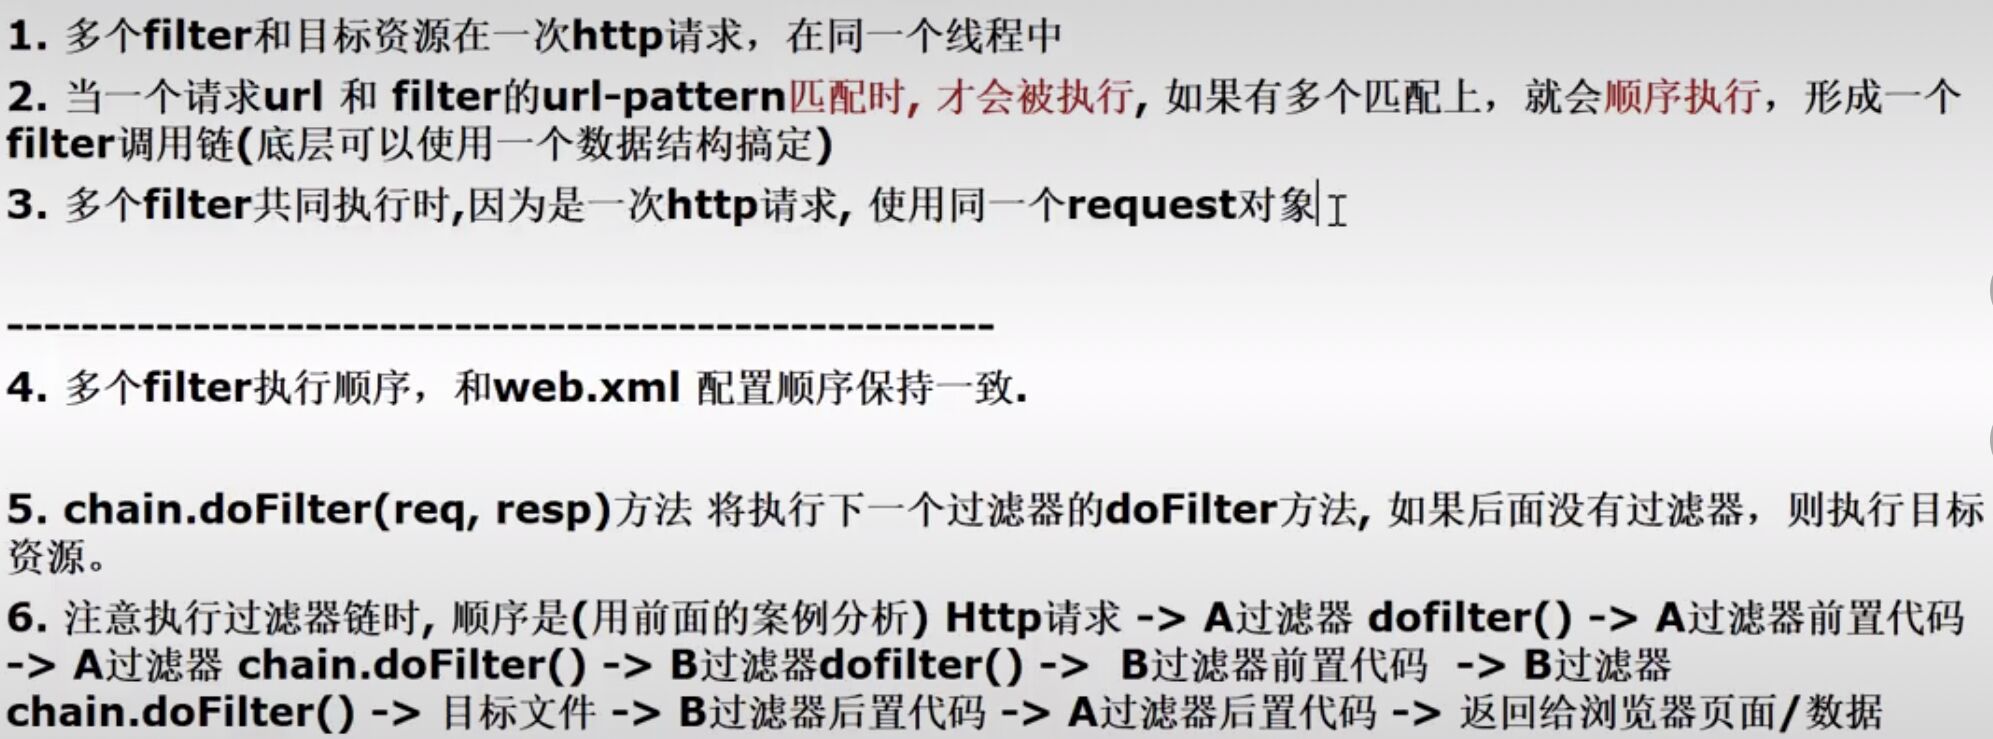 1. 多个filter和目标资源在一次http请求，在同一个线程中
2. 当一个请求url 和 filter的url-pattern匹配时, 才会被执行, 如果有多个匹配上，就会顺序执行，形成一个
filter调用链(底层可以使用一个数据结构搞定)
3. 多个filter共同执行时,因为是一次http请求, 使用同一个request对象
-----------------------------------------------------
4. 多个filter执行顺序，和web.xml 配置顺序保持一致.
5. chain.doFilter(req, resp)方法 将执行下一个过滤器的doFilter方法, 如果后面没有过滤器，则执行目标
资源。
6. 注意执行过滤器链时, 顺序是(用前面的案例分析) Http请求 -> A过滤器 dofilter() -> A过滤器前置代码
-> A过滤器 chain.doFilter() -> B过滤器dofilter() -> B过滤器前置代码 -> B过滤器
chain.doFilter() -> 目标文件 -> B过滤器后置代码 -> A过滤器后置代码 -> 返回给浏览器页面/数据